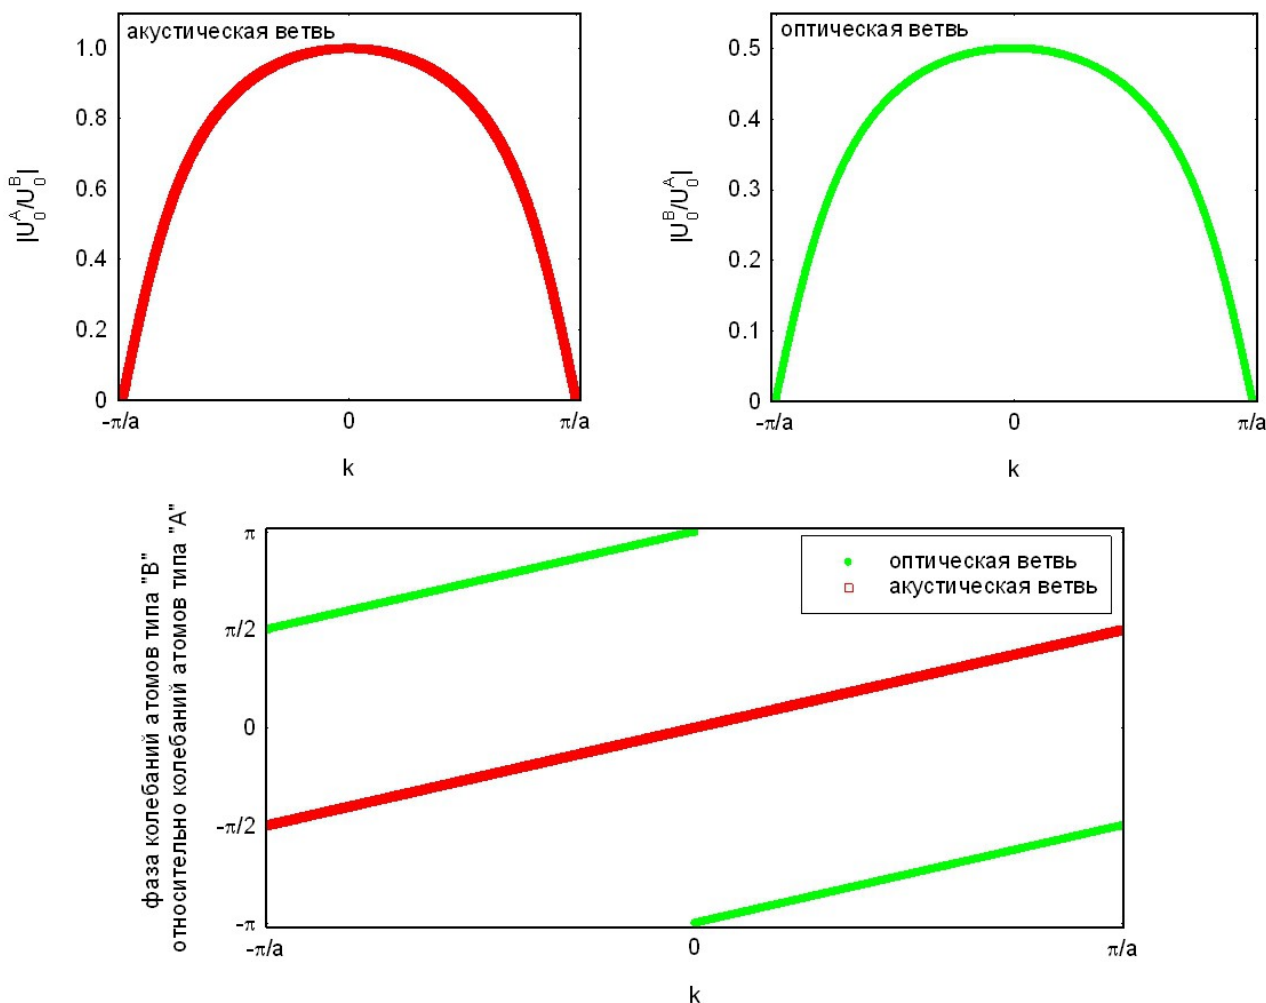 акустическая ветвь
1.0
0.8
0.6
0.4
0.2
0
|U₀ᴬ/U₀ᴮ|
-π/a
0
π/a
k
оптическая ветвь
0.5
0.4
0.3
0.2
0.1
0
|U₀ᴮ/U₀ᴬ|
-π/a
0
π/a
k
фаза колебаний атомов типа "B"
относительно колебаний атомов типа "A"
π
π/2
0
-π/2
-π
оптическая ветвь
акустическая ветвь
-π/a
0
π/a
k